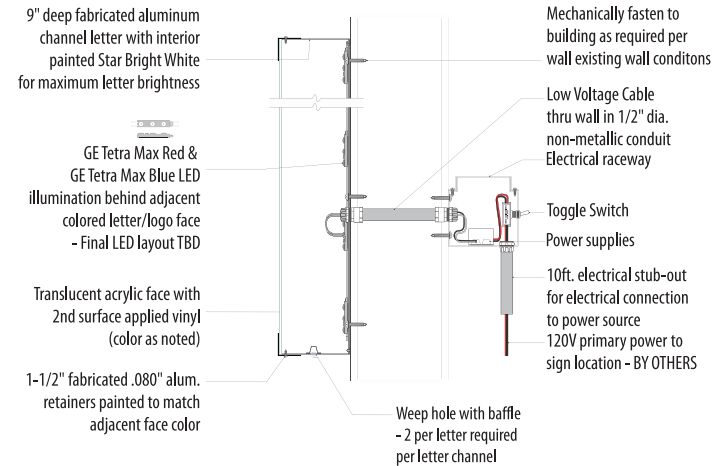 9" deep fabricated aluminum
channel letter with interior
painted Star Bright White
for maximum letter brightness
GE Tetra Max Red &
GE Tetra Max Blue LED
illumination behind adjacent
colored letter/logo face
- Final LED layout TBD
Translucent acrylic face with
2nd surface applied vinyl
(color as noted)
1-1/2" fabricated .080" alum.
retainers painted to match
adjacent face color
Mechanically fasten to
building as required per
wall existing wall conditons
Low Voltage Cable
thru wall in 1/2" dia.
non-metallic conduit
Electrical raceway
Toggle Switch
Power supplies
10ft. electrical stub-out
for electrical connection
to power source
120V primary power to
sign location - BY OTHERS
Weep hole with baffle
- 2 per letter required
per letter channel